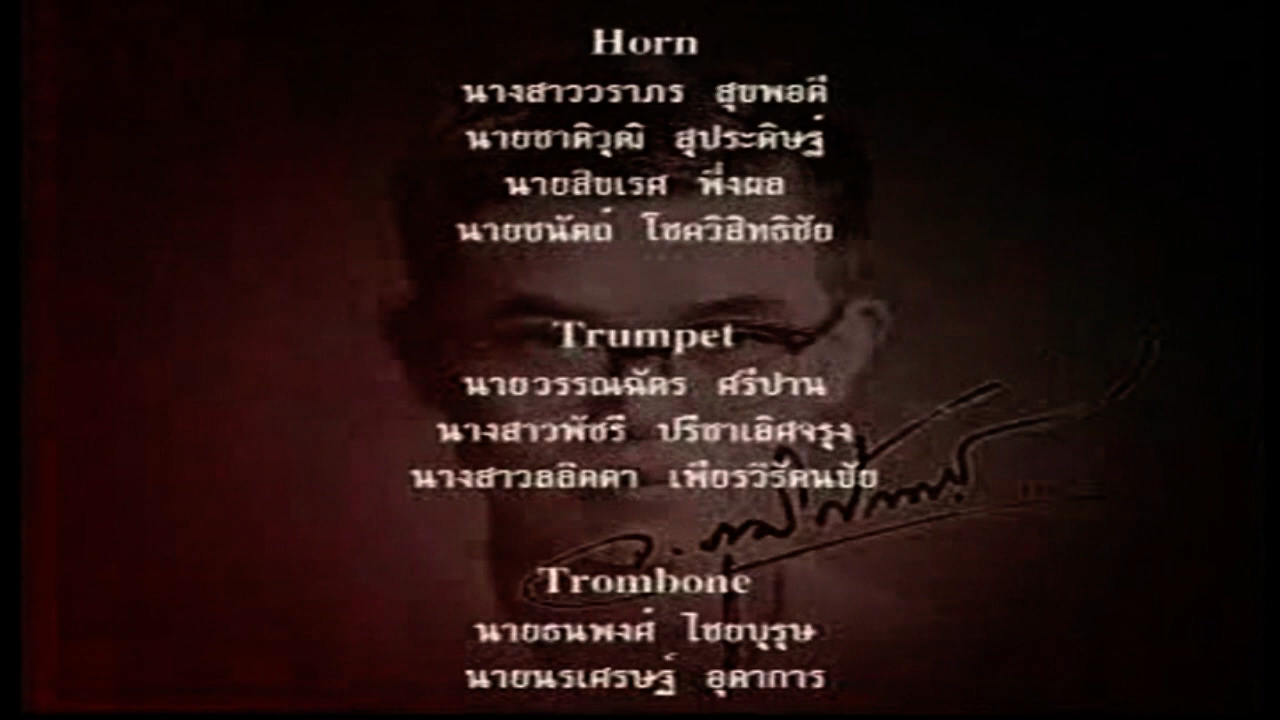 Horn
นางสาววราภร สุขพอดี
นายชาติวุฒิ สุประดิษฐ์
นายสิขเรศ พึ่งผล
นายชนัตถ์ โชควิสิทธิชัย
Trumpet
นายวรรณฉัตร ศรีปาน
นางสาวพัชรี ปรีชาเลิศจรุง
นางสาวลลิตตา เพียรวิรัตนชัย
Trombone
นายธนพงศ์ ไชยบุรุษ
นายนรเศรษฐ์ อุดาการ